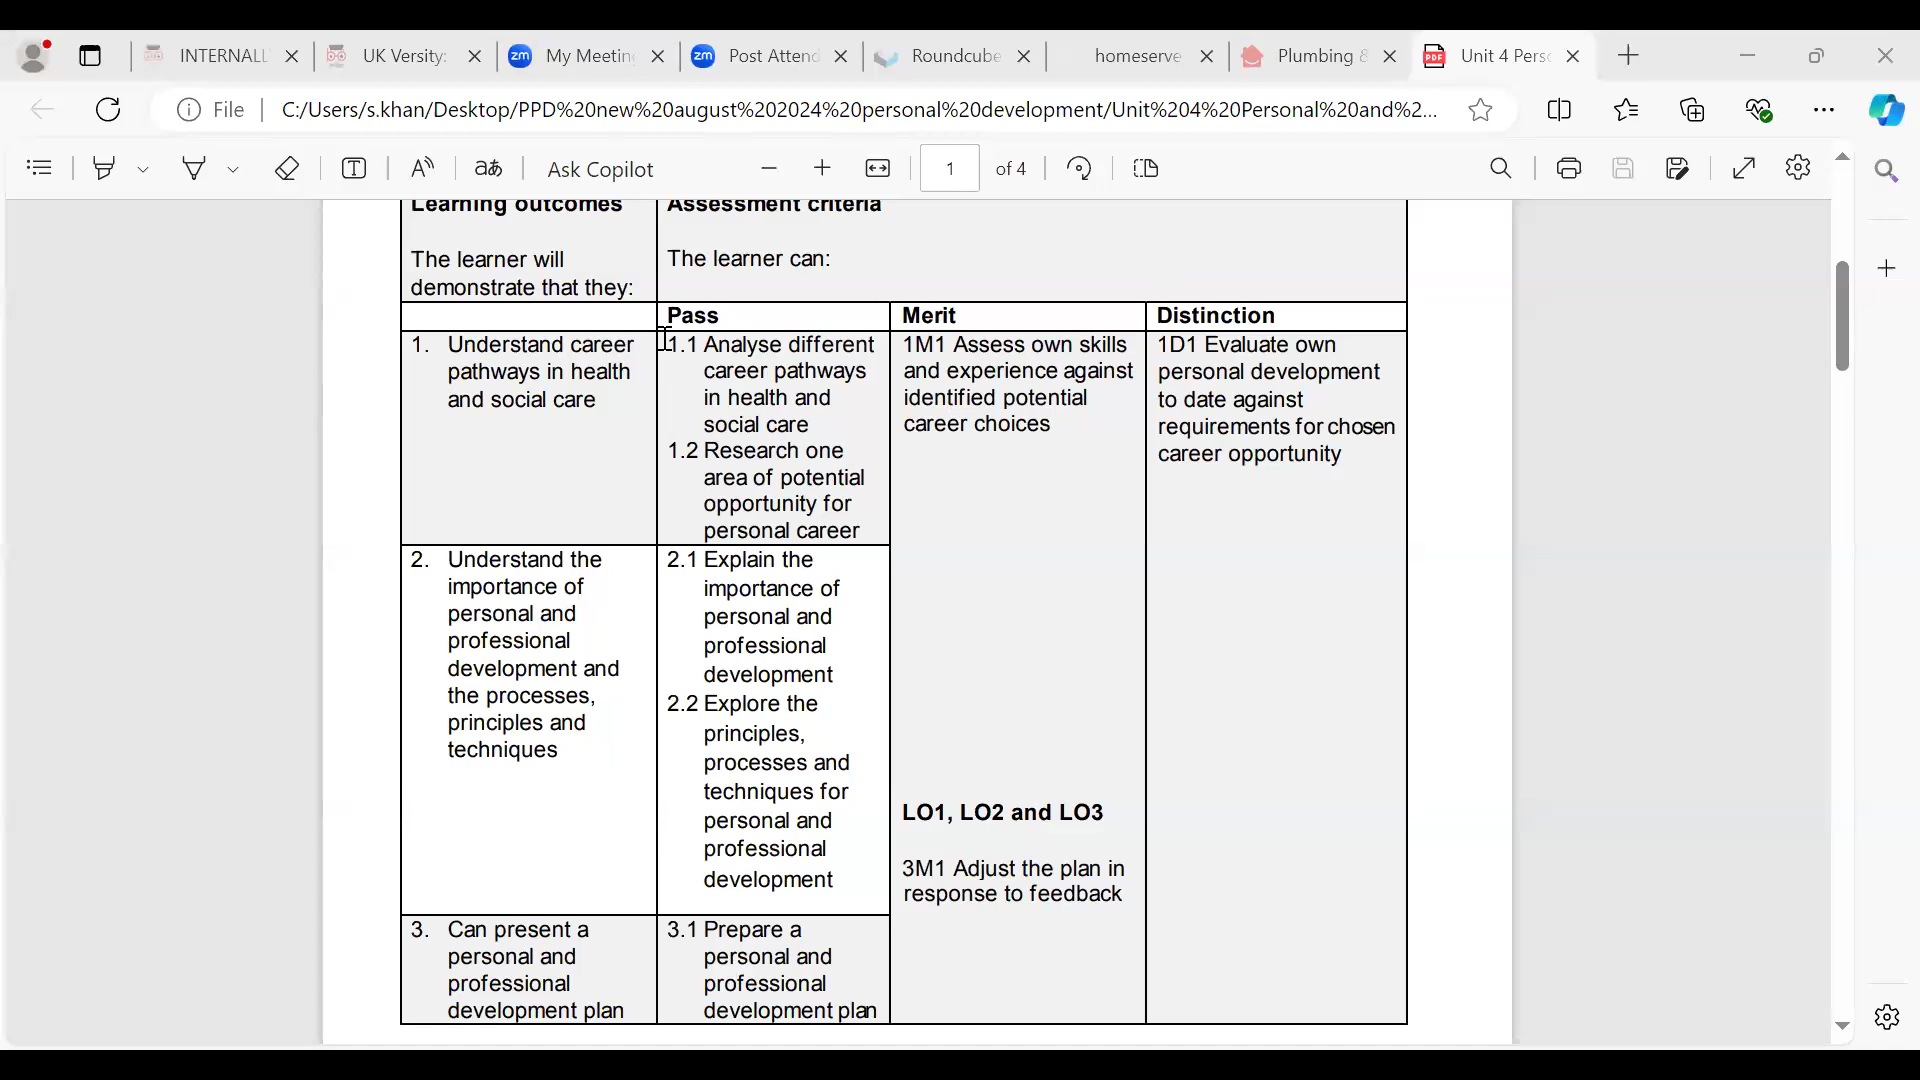 INTERNALL
UK Versity:
My Meeting
Post Attend
Roundcube
homeserve
Plumbing &
Unit 4 Pers
File
C:/Users/s.khan/Desktop/PPD%20new%20august%202024%20personal%20development/Unit%204%20Personal%20and%2...
Ask Copilot
1
of 4
Learning outcomes
The learner will
demonstrate that they:
Assessment criteria
The learner can:
Pass
Merit
Distinction
1. Understand career
pathways in health
and social care
1.1 Analyse different
career pathways
in health and
social care
1.2 Research one
area of potential
opportunity for
personal career
1M1 Assess own skills
and experience against
identified potential
career choices
1D1 Evaluate own
personal development
to date against
requirements for chosen
career opportunity
2. Understand the
importance of
personal and
professional
development and
the processes,
principles and
techniques
2.1 Explain the
importance of
personal and
professional
development
2.2 Explore the
principles,
processes and
techniques for
personal and
professional
development
LO1, LO2 and LO3
3M1 Adjust the plan in
response to feedback
3. Can present a
personal and
professional
development plan
3.1 Prepare a
personal and
professional
development plan